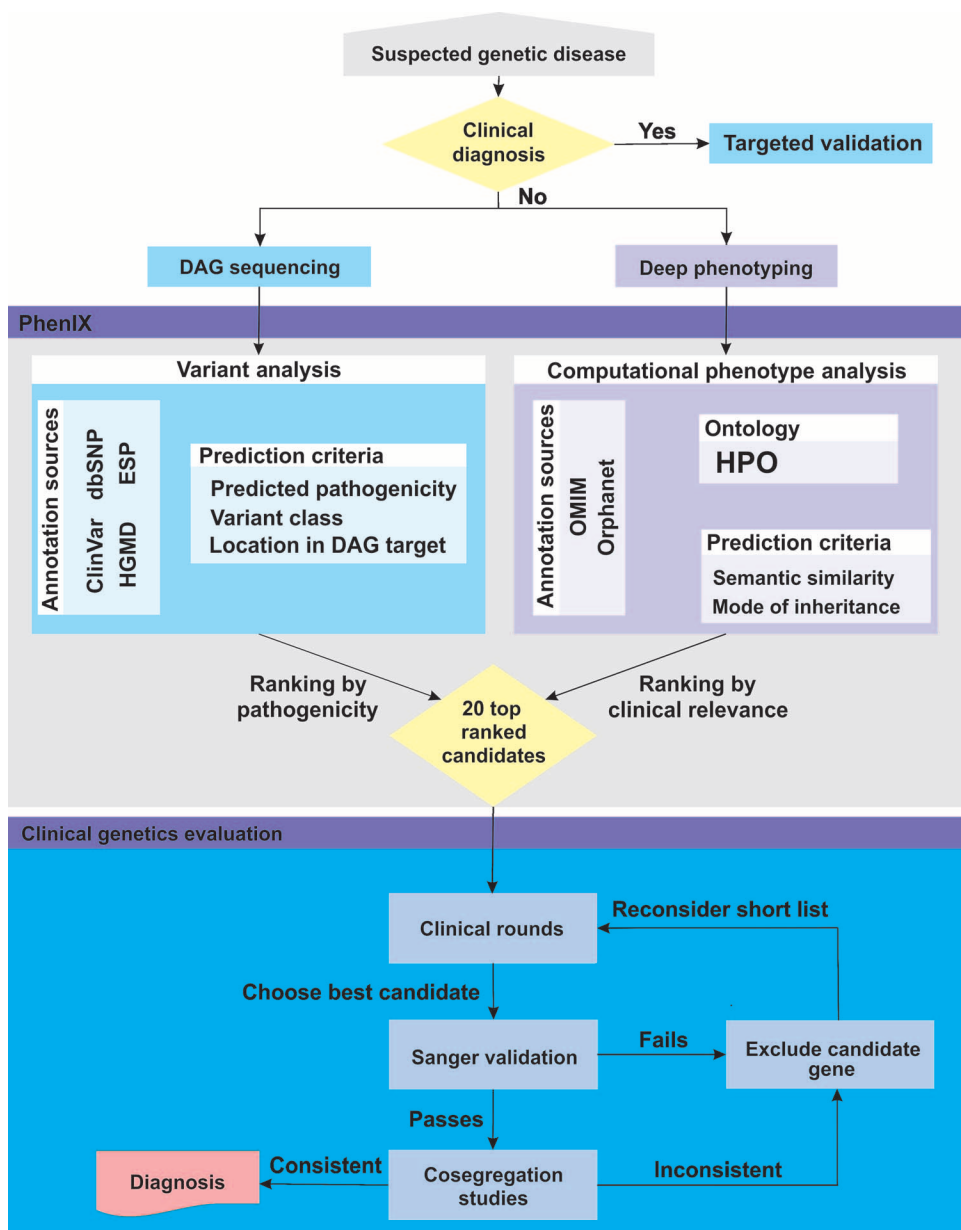 Suspected genetic disease
Clinical
diagnosis
Yes
Targeted validation
No
DAG sequencing
Deep phenotyping
PhenIX
Variant analysis
Annotation sources
ClinVar dbSNP
HGMD ESP
Prediction criteria
Predicted pathogenicity
Variant class
Location in DAG target
Computational phenotype analysis
Annotation sources
OMIM
Orphanet
Ontology
HPO
Prediction criteria
Semantic similarity
Mode of inheritance
Ranking by
pathogenicity
20 top
ranked
candidates
Ranking by
clinical relevance
Clinical genetics evaluation
Clinical rounds
Reconsider short list
Choose best candidate
Sanger validation
Fails
Exclude candidate
gene
Passes
Cosegregation
studies
Inconsistent
Consistent
Diagnosis